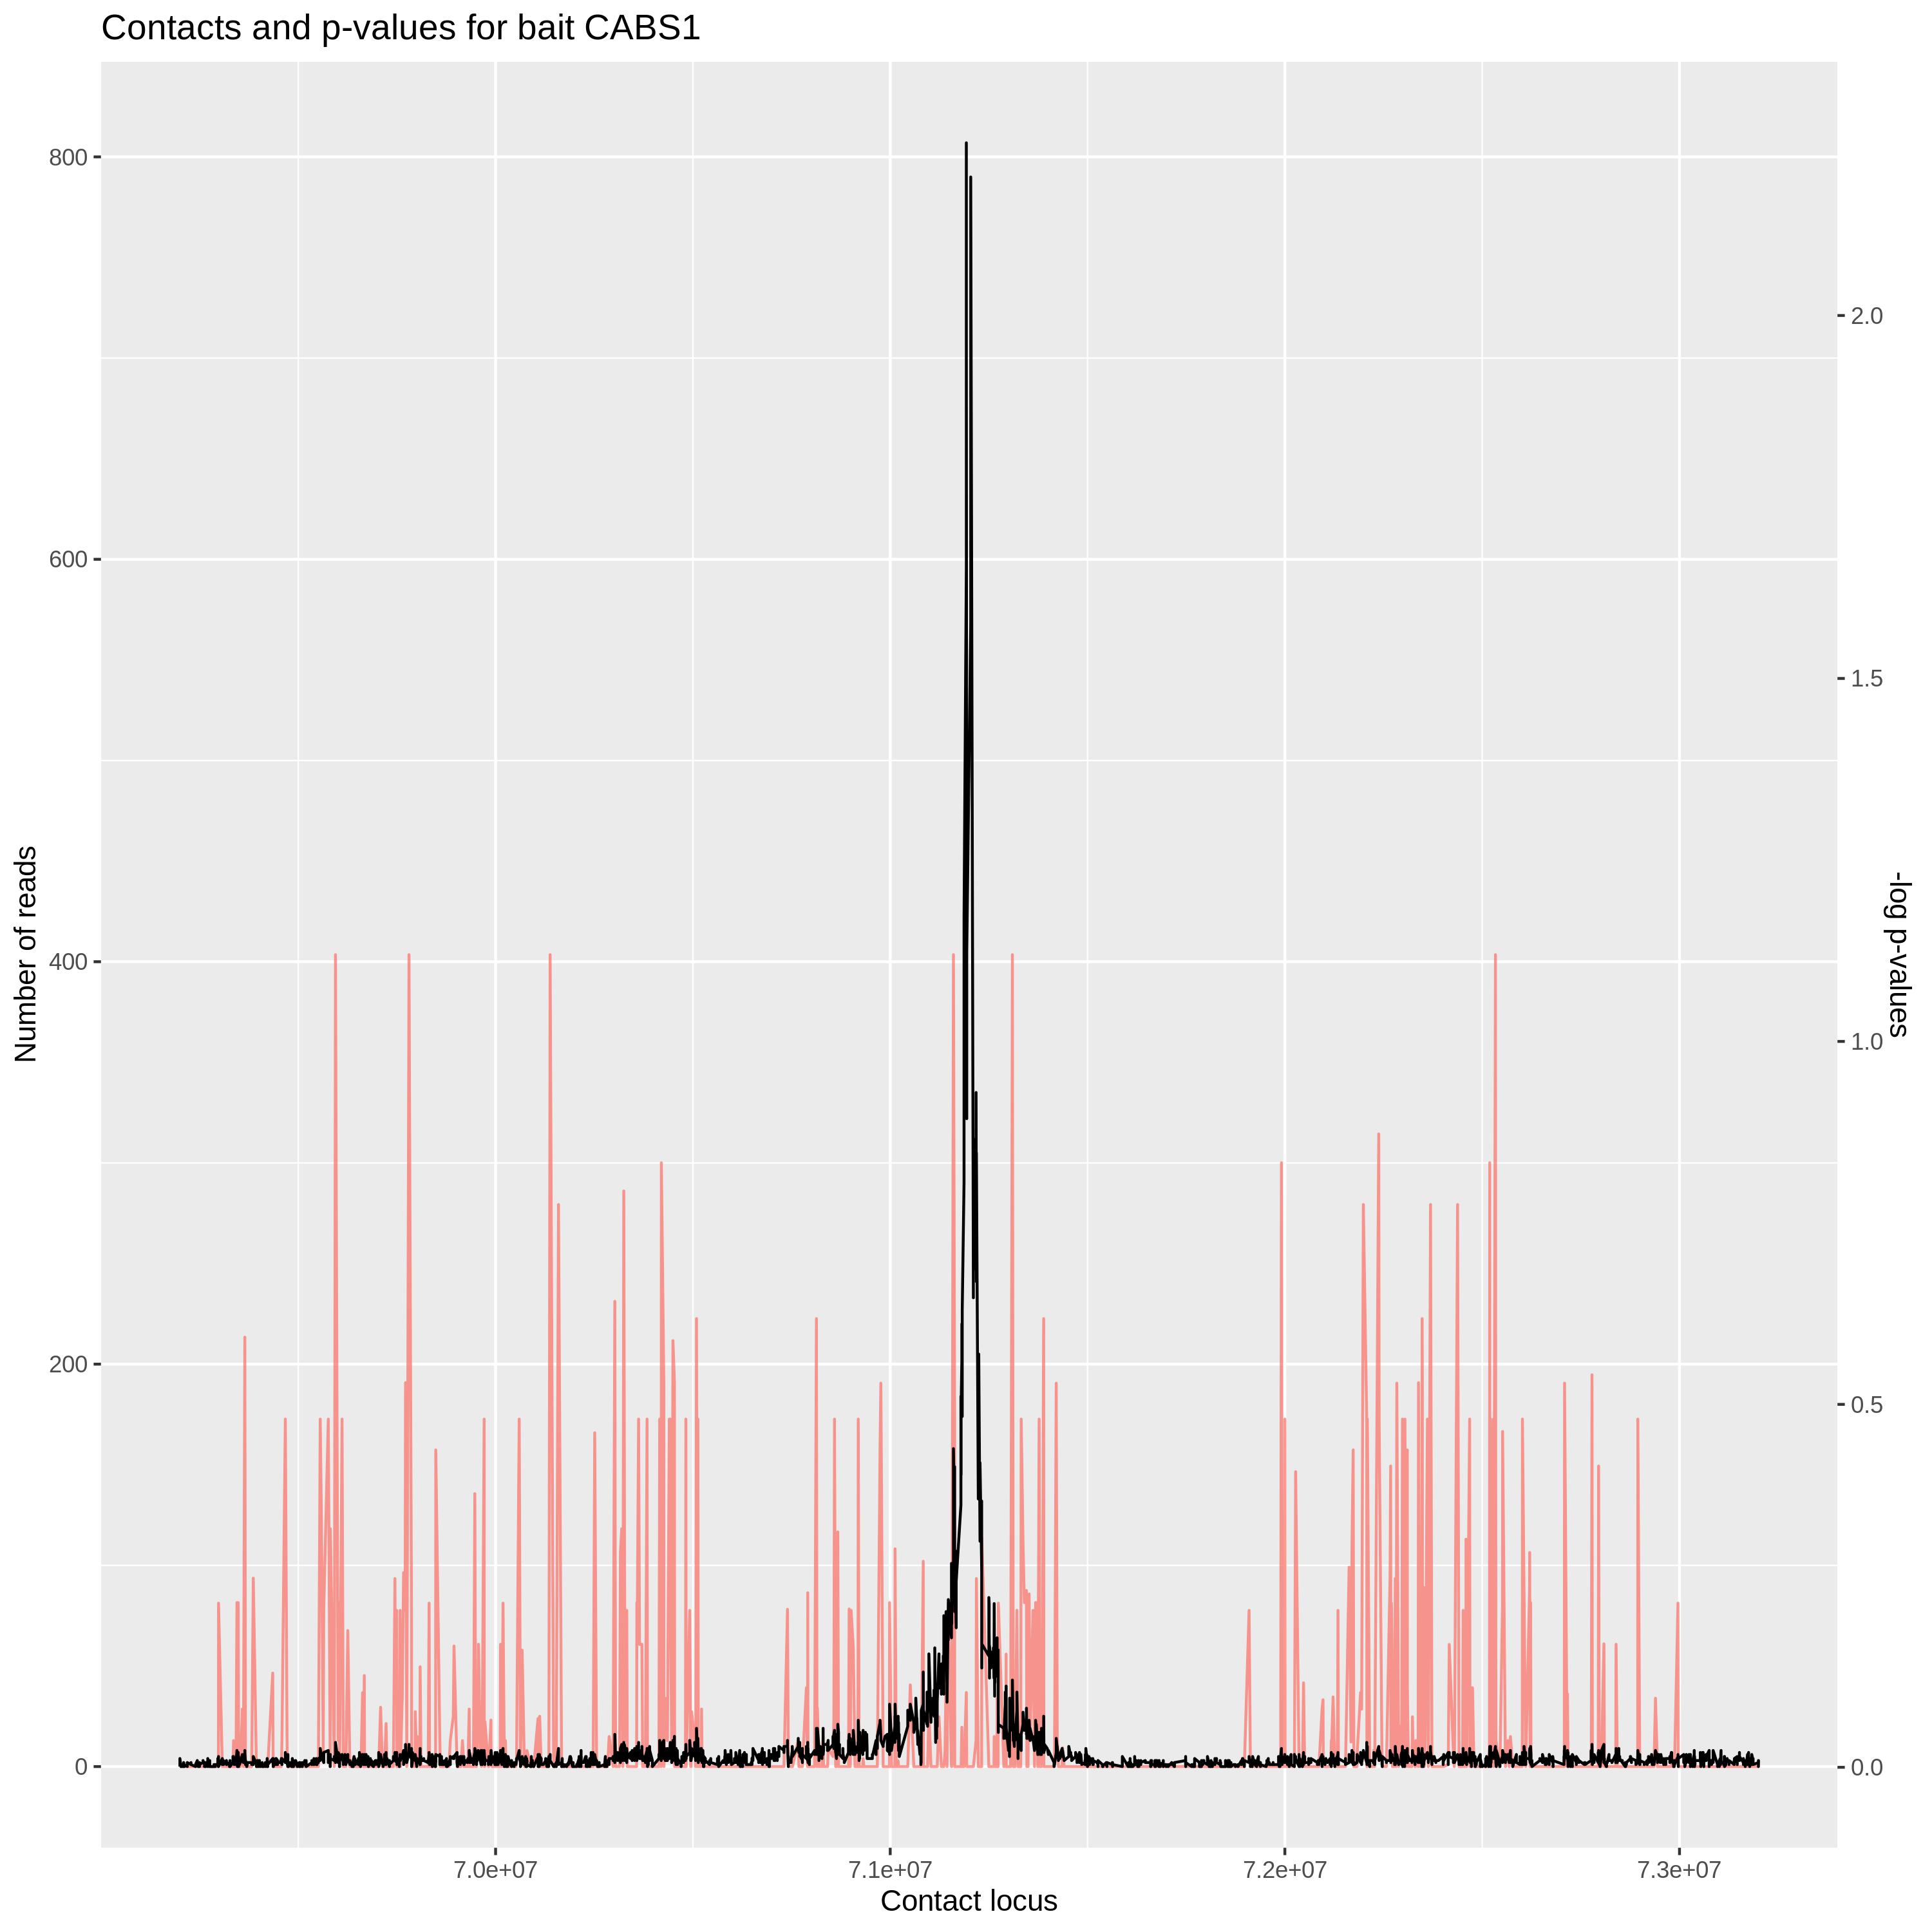 Contacts and p-values for bait CABS1
800
600
400
200
0
Number of reads
2.0
1.5
1.0
0.5
0.0
-log p-values
7.0e+07
7.1e+07
7.2e+07
7.3e+07
Contact locus